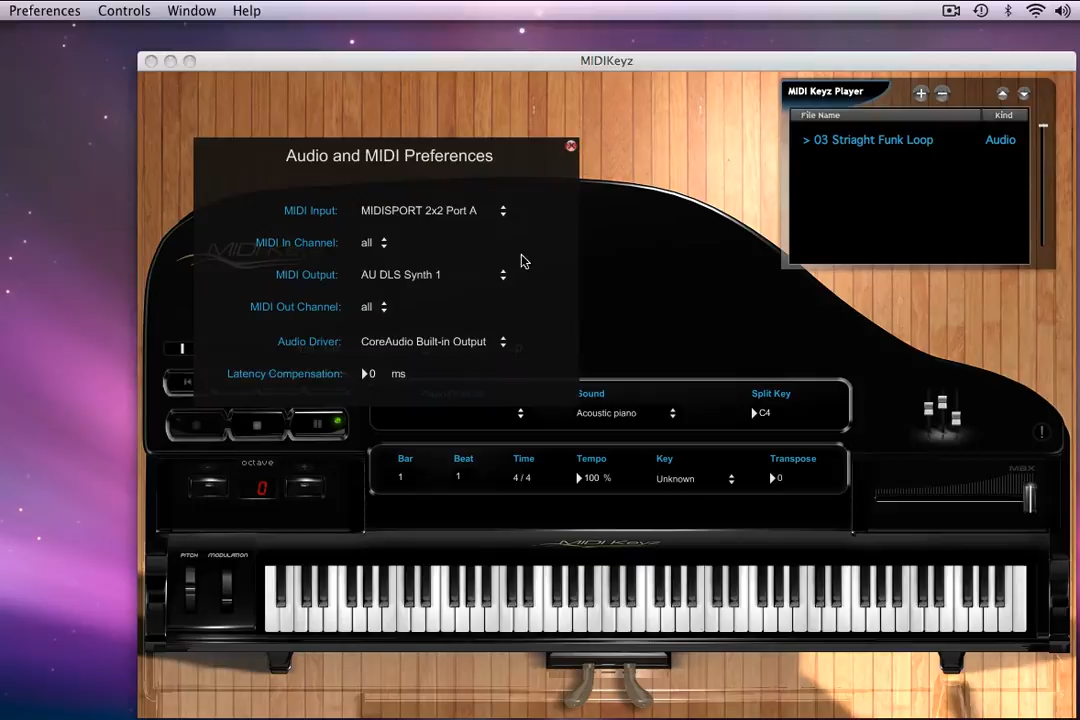 Preferences Controls Window Help
MIDIKeyz
MIDI Keyz Player
File Name Kind
> 03 Striaght Funk Loop Audio
Audio and MIDI Preferences
MIDI Input: MIDISPORT 2x2 Port A
MIDI In Channel: all
MIDI Output: AU DLS Synth 1
MIDI Out Channel: all
Audio Driver: CoreAudio Built-in Output
Latency Compensation: 0 ms
Sound Split Key
Acoustic piano C4
Bar Beat Time Tempo Key Transpose
1 1 4/4 100 % Unknown 0
octave
0
MAX
PITCH MODULATION
MIDI Keyz